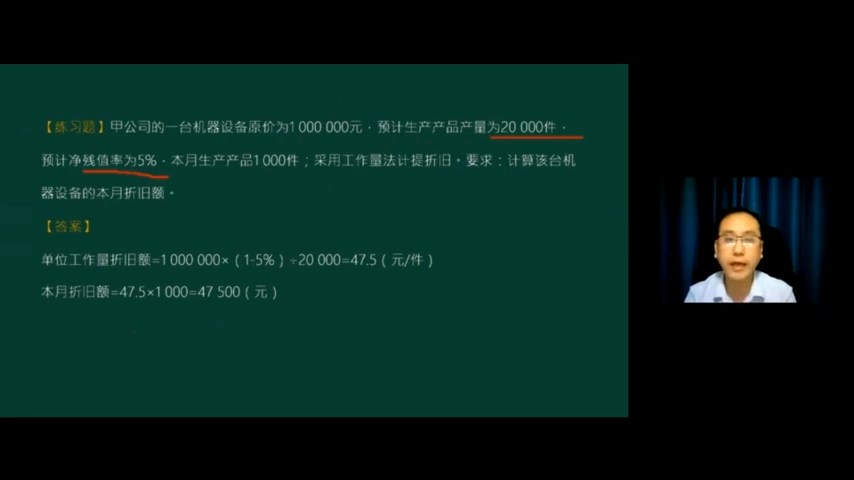 【练习题】甲公司的一台机器设备原价为1 000 000元，预计生产产品产量为20 000件，
预计净残值率为5%，本月生产产品1 000件；采用工作量法计提折旧。要求：计算该台机
器设备的本月折旧额。
【答案】
单位工作量折旧额=1 000 000×（1-5%）÷20 000=47.5（元/件）
本月折旧额=47.5×1 000=47 500（元）